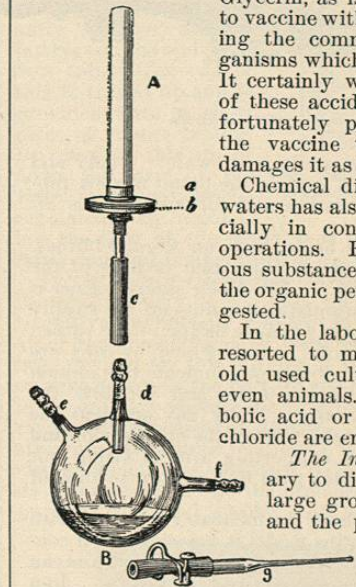 A
a
b
c
d
e
f
B
g
Glycerin, as
to vaccine with
ing the com
ganisms which
It certainly w
of these accid
fortunately p
the vaccine
damages it as
Chemical di
waters has als
cially in con
operations.
ous substance
the organic pe
gested.
In the labo
resorted to m
old used cul
even animals.
bolic acid or
chloride are e
The In
ary to di
large gro
and the p